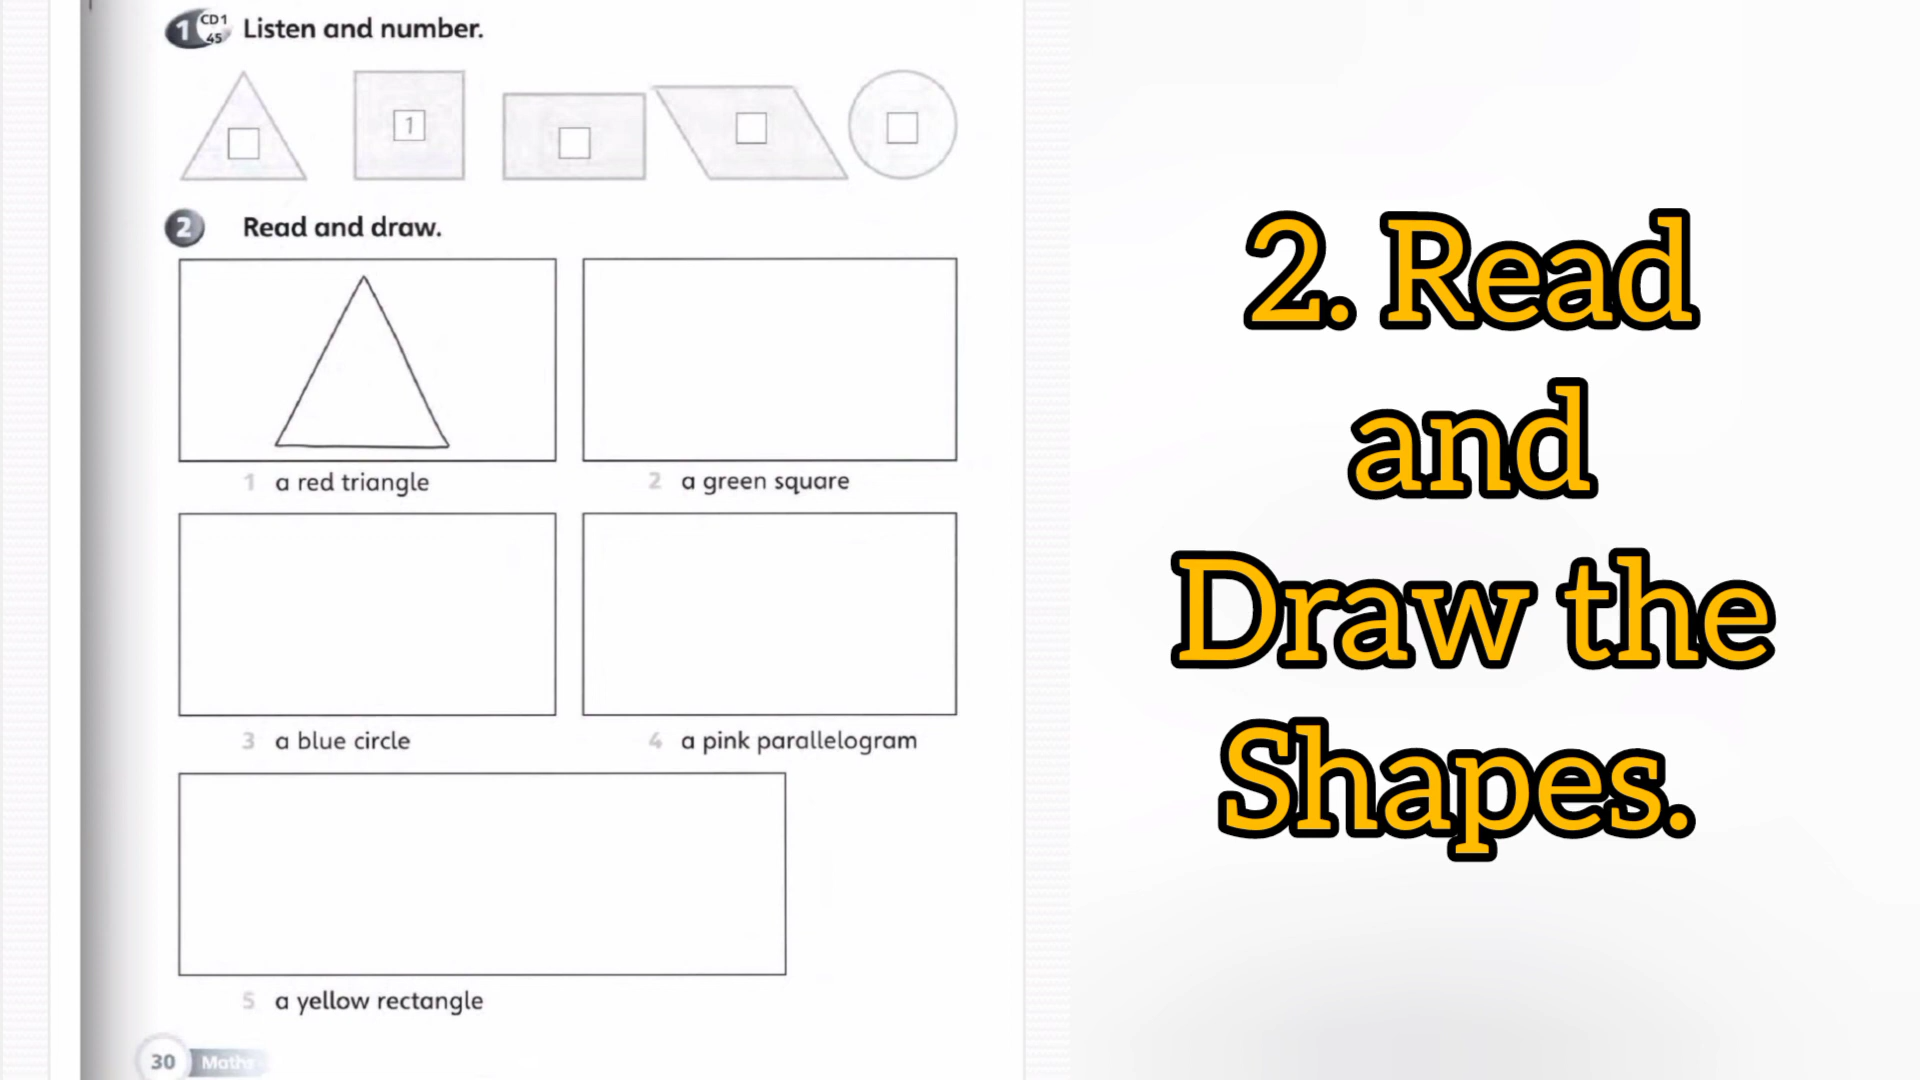 1 CD1 45 Listen and number.
1
2 Read and draw.
1 a red triangle
2 a green square
3 a blue circle
4 a pink parallelogram
5 a yellow rectangle
30 Maths
2. Read
and
Draw the
Shapes.